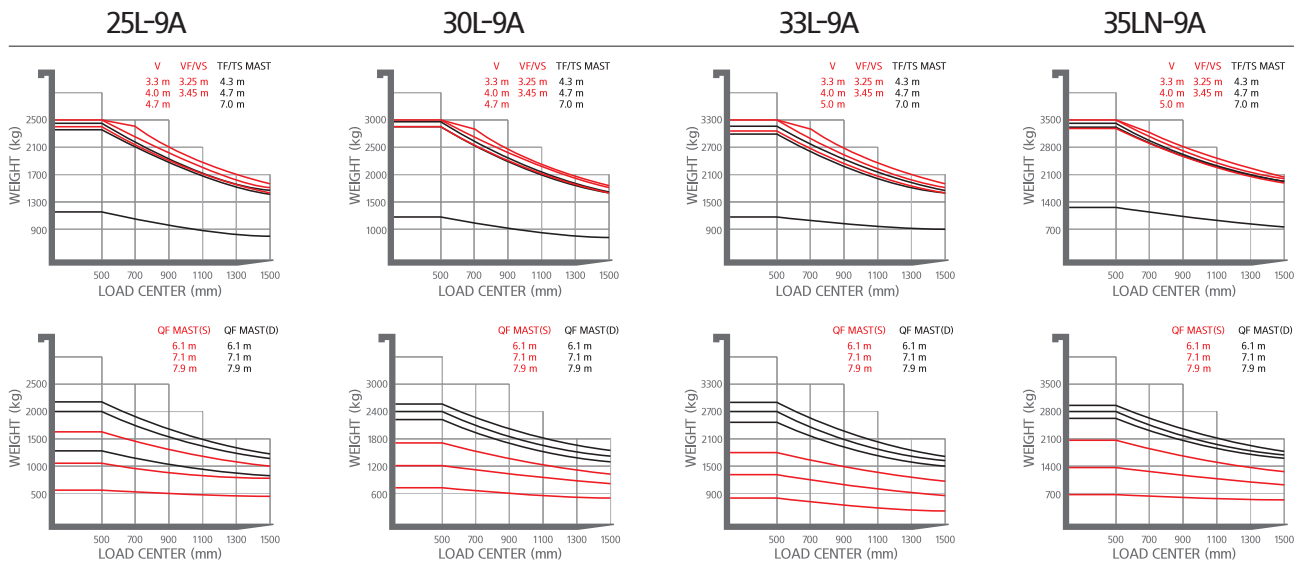 25L-9A 30L-9A 33L-9A 35LN-9A
V VF/VS TF/TS MAST
3.3 m 3.25 m 4.3 m
4.0 m 3.45 m 4.7 m
4.7 m 7.0 m
WEIGHT (kg)
2500
2100
1700
1300
900
500 700 900 1100 1300 1500
LOAD CENTER (mm)
V VF/VS TF/TS MAST
3.3 m 3.25 m 4.3 m
4.0 m 3.45 m 4.7 m
4.7 m 7.0 m
WEIGHT (kg)
3000
2500
2000
1500
1000
500 700 900 1100 1300 1500
LOAD CENTER (mm)
V VF/VS TF/TS MAST
3.3 m 3.25 m 4.3 m
4.0 m 3.45 m 4.7 m
5.0 m 7.0 m
WEIGHT (kg)
3300
2700
2100
1500
900
500 700 900 1100 1300 1500
LOAD CENTER (mm)
V VF/VS TF/TS MAST
3.3 m 3.25 m 4.3 m
4.0 m 3.45 m 4.7 m
5.0 m 7.0 m
WEIGHT (kg)
3500
2800
2100
1400
700
500 700 900 1100 1300 1500
LOAD CENTER (mm)
QF MAST(S) QF MAST(D)
6.1 m 6.1 m
7.1 m 7.1 m
7.9 m 7.9 m
WEIGHT (kg)
2500
2000
1500
1000
500
500 700 900 1100 1300 1500
LOAD CENTER (mm)
QF MAST(S) QF MAST(D)
6.1 m 6.1 m
7.1 m 7.1 m
7.9 m 7.9 m
WEIGHT (kg)
3000
2400
1800
1200
600
500 700 900 1100 1300 1500
LOAD CENTER (mm)
QF MAST(S) QF MAST(D)
6.1 m 6.1 m
7.1 m 7.1 m
7.9 m 7.9 m
WEIGHT (kg)
3300
2700
2100
1500
900
500 700 900 1100 1300 1500
LOAD CENTER (mm)
QF MAST(S) QF MAST(D)
6.1 m 6.1 m
7.1 m 7.1 m
7.9 m 7.9 m
WEIGHT (kg)
3500
2800
2100
1400
700
500 700 900 1100 1300 1500
LOAD CENTER (mm)